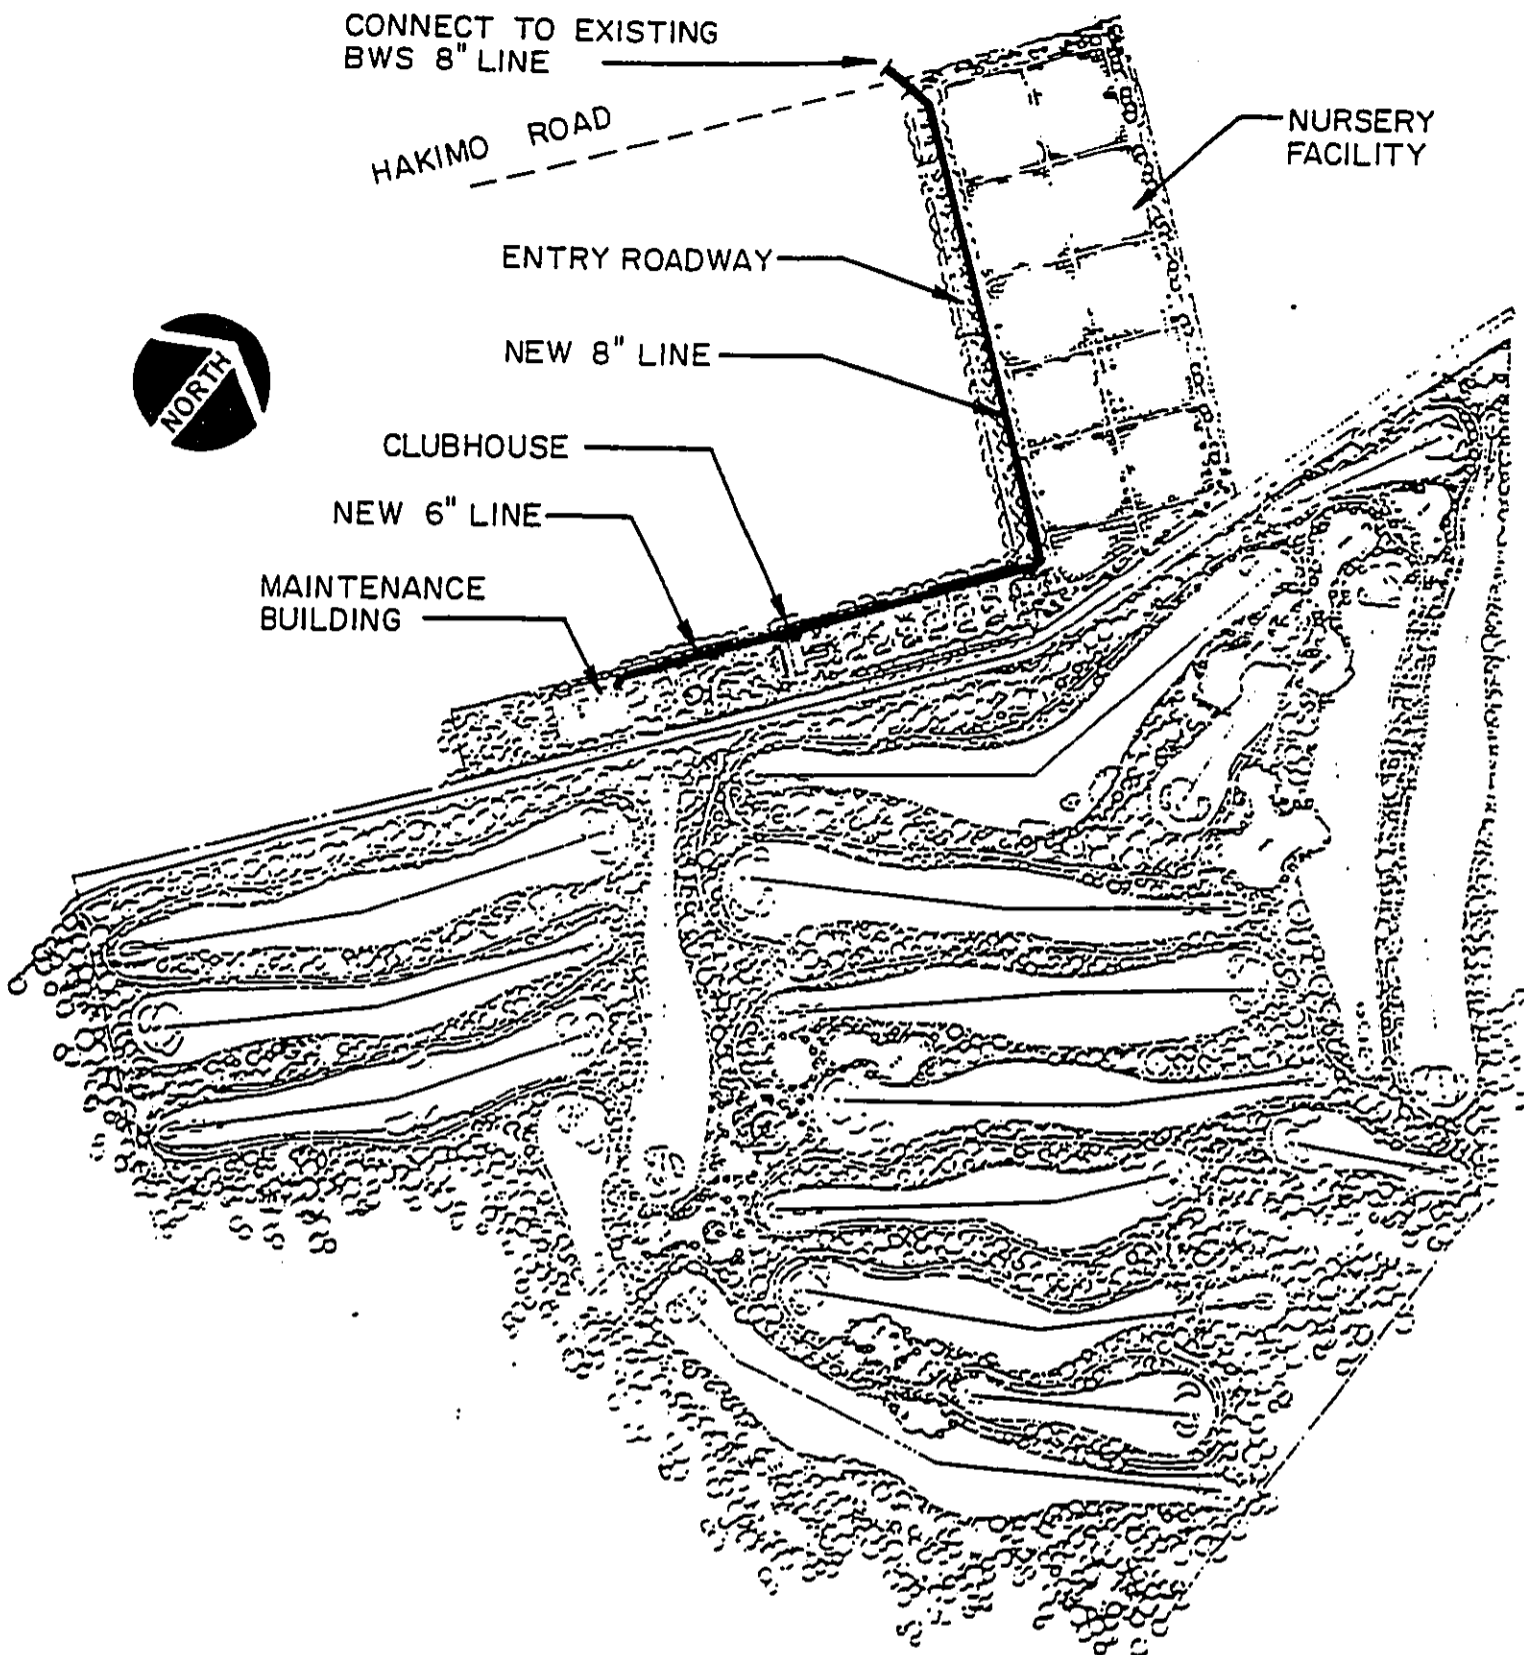 CONNECT TO EXISTING
BWS 8" LINE
HAKIMO ROAD
NURSERY
FACILITY
ENTRY ROADWAY
NEW 8" LINE
NORTH
CLUBHOUSE
NEW 6" LINE
MAINTENANCE
BUILDING